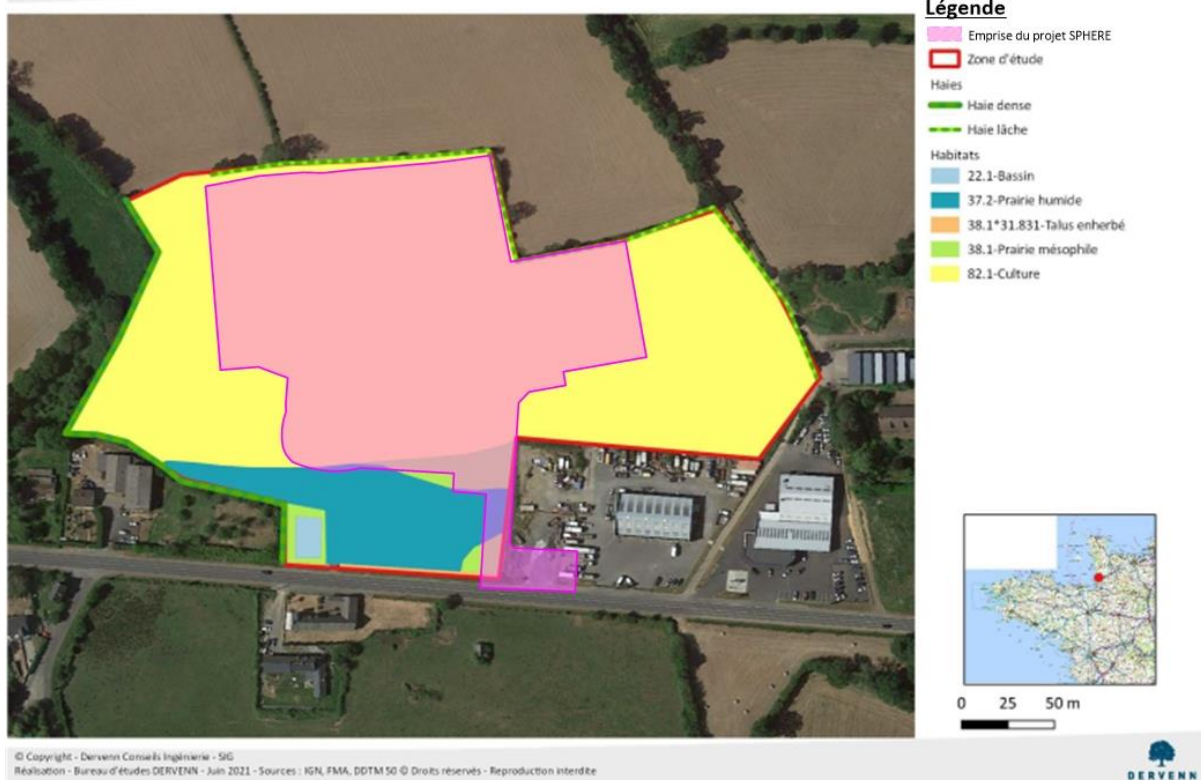 Légende
Emprise du projet SPHERE
Zone d'étude
Haies
Haie dense
Haie lâche
Habitats
22.1-Bassin
37.2-Prairie humide
38.1*31.831-Talus enherbé
38.1-Prairie mésophile
82.1-Culture
0 25 50 m
© Copyright - Dervenn Conseils Ingénierie - SIG
Réalisation - Bureau d'études DERVENN - Juin 2021 - Sources : IGN, FMA, DDTM 50 © Droits réservés - Reproduction interdite
DERVENN